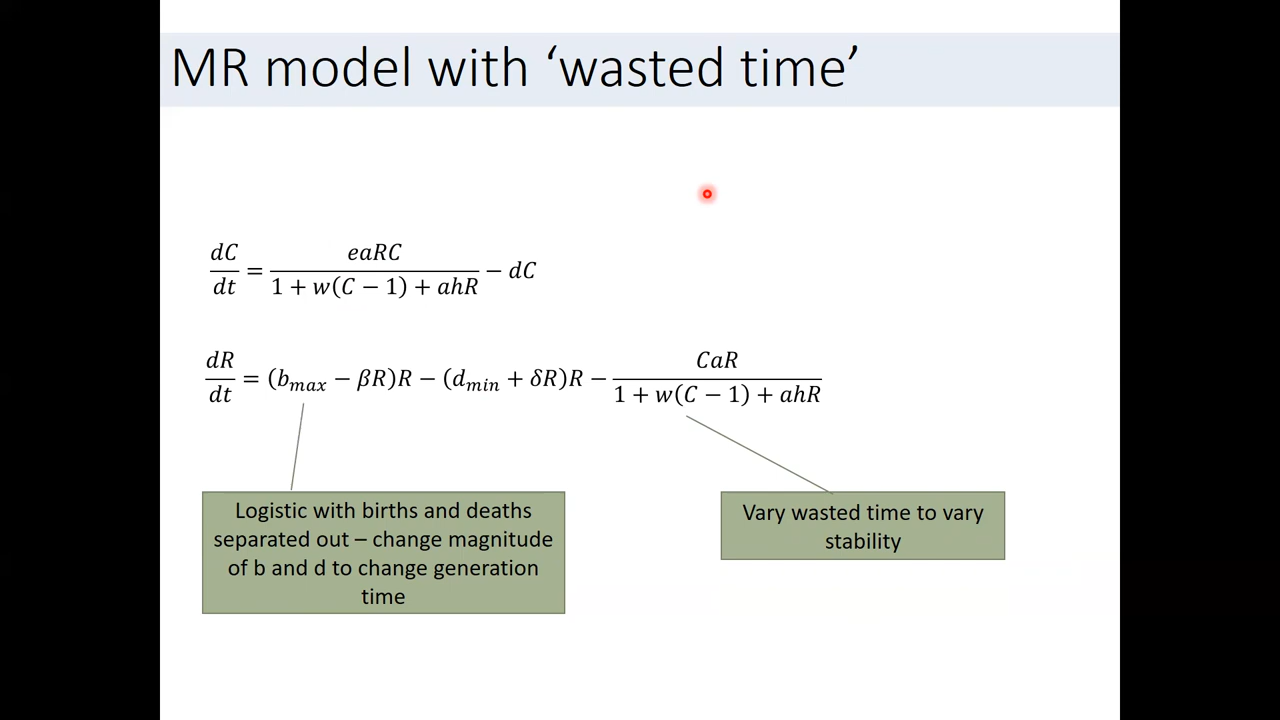 MR model with ‘wasted time’
dC/dt = eaRC/(1 + w(C − 1) + ahR) − dC
dR/dt = (b_max − βR)R − (d_min + δR)R − CaR/(1 + w(C − 1) + ahR)
Logistic with births and deaths
separated out – change magnitude
of b and d to change generation
time
Vary wasted time to vary
stability